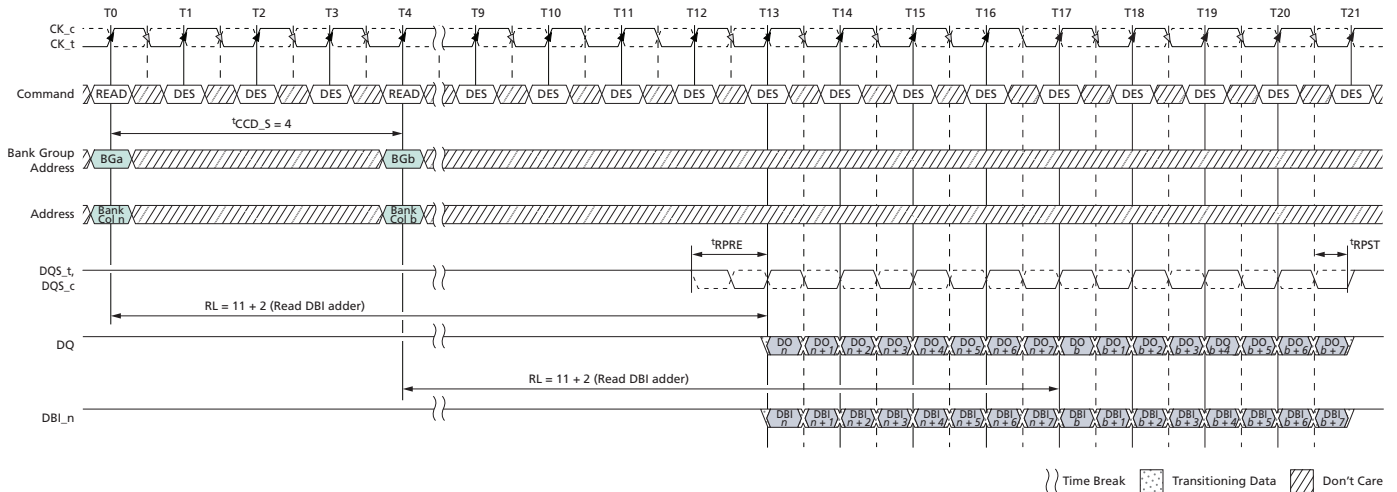 T0 T1 T2 T3 T4 T9 T10 T11 T12 T13 T14 T15 T16 T17 T18 T19 T20 T21
CK_c
CK_t
Command READ DES DES DES READ DES DES DES DES DES DES DES DES DES DES DES DES DES
tCCD_S = 4
Bank Group
Address
BGa BGb
Address
Bank
Col n
Bank
Col b
tRPRE tRPST
DQS_t,
DQS_c
RL = 11 + 2 (Read DBI adder)
DQ
DO
n
DO
n + 1
DO
n + 2
DO
n + 3
DO
n + 4
DO
n + 5
DO
n + 6
DO
n + 7
DO
b
DO
b + 1
DO
b + 2
DO
b + 3
DO
b +4
DO
b + 5
DO
b + 6
DO
b + 7
RL = 11 + 2 (Read DBI adder)
DBI_n
DBI
n
DBI
n + 1
DBI
n + 2
DBI
n + 3
DBI
n + 4
DBI
n + 5
DBI
n + 6
DBI
n + 7
DBI
b
DBI
b + 1
DBI
b + 2
DBI
b + 3
DBI
b + 4
DBI
b + 5
DBI
b + 6
DBI
b + 7
Time Break Transitioning Data Don't Care